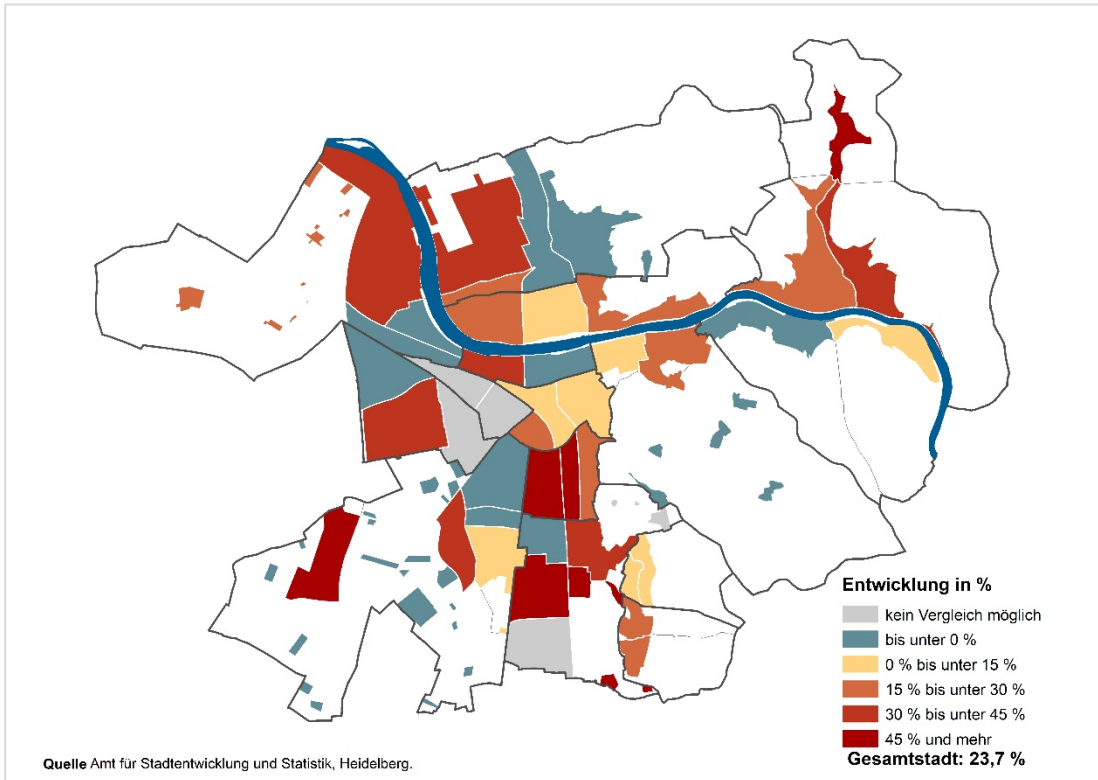 Entwicklung in %
kein Vergleich möglich
bis unter 0 %
0 % bis unter 15 %
15 % bis unter 30 %
30 % bis unter 45 %
45 % und mehr
Gesamtstadt: 23,7 %
Quelle Amt für Stadtentwicklung und Statistik, Heidelberg.